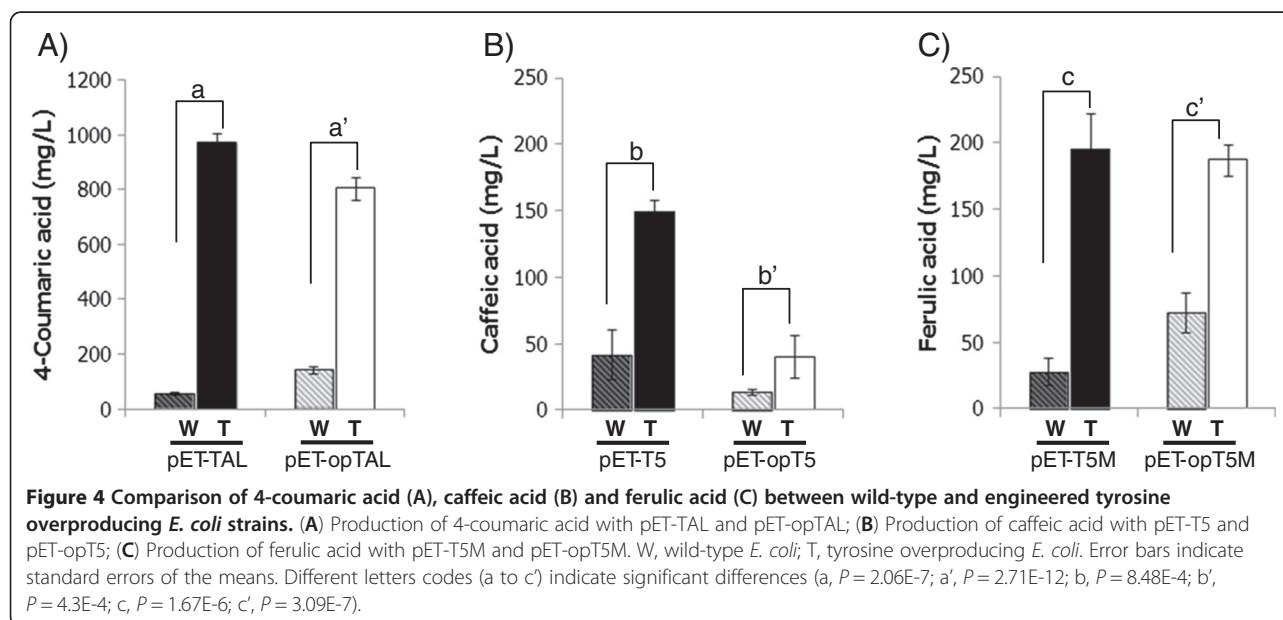 A)
4-Coumaric acid (mg/L)
1200
1000
800
600
400
200
0
a
a'
W T W T
pET-TAL pET-opTAL
B)
Caffeic acid (mg/L)
250
200
150
100
50
0
b
b'
W T W T
pET-T5 pET-opT5
C)
Ferulic acid (mg/L)
250
200
150
100
50
0
c
c'
W T W T
pET-T5M pET-opT5M
Figure 4 Comparison of 4-coumaric acid (A), caffeic acid (B) and ferulic acid (C) between wild-type and engineered tyrosine
overproducing E. coli strains. (A) Production of 4-coumaric acid with pET-TAL and pET-opTAL; (B) Production of caffeic acid with pET-T5 and
pET-opT5; (C) Production of ferulic acid with pET-T5M and pET-opT5M. W, wild-type E. coli; T, tyrosine overproducing E. coli. Error bars indicate
standard errors of the means. Different letters codes (a to c') indicate significant differences (a, P = 2.06E-7; a', P = 2.71E-12; b, P = 8.48E-4; b',
P = 4.3E-4; c, P = 1.67E-6; c', P = 3.09E-7).